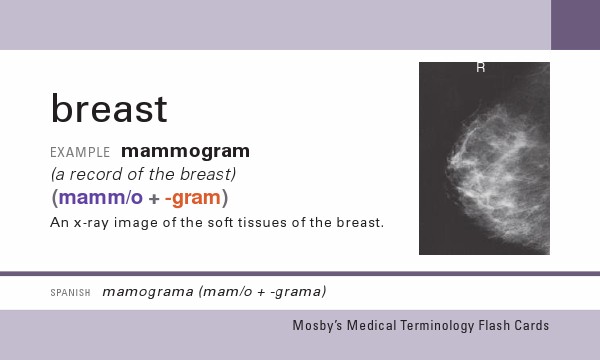 R
breast
EXAMPLE mammogram
(a record of the breast)
(mamm/o + -gram)
An x-ray image of the soft tissues of the breast.
SPANISH mamograma (mam/o + -grama)
Mosby's Medical Terminology Flash Cards